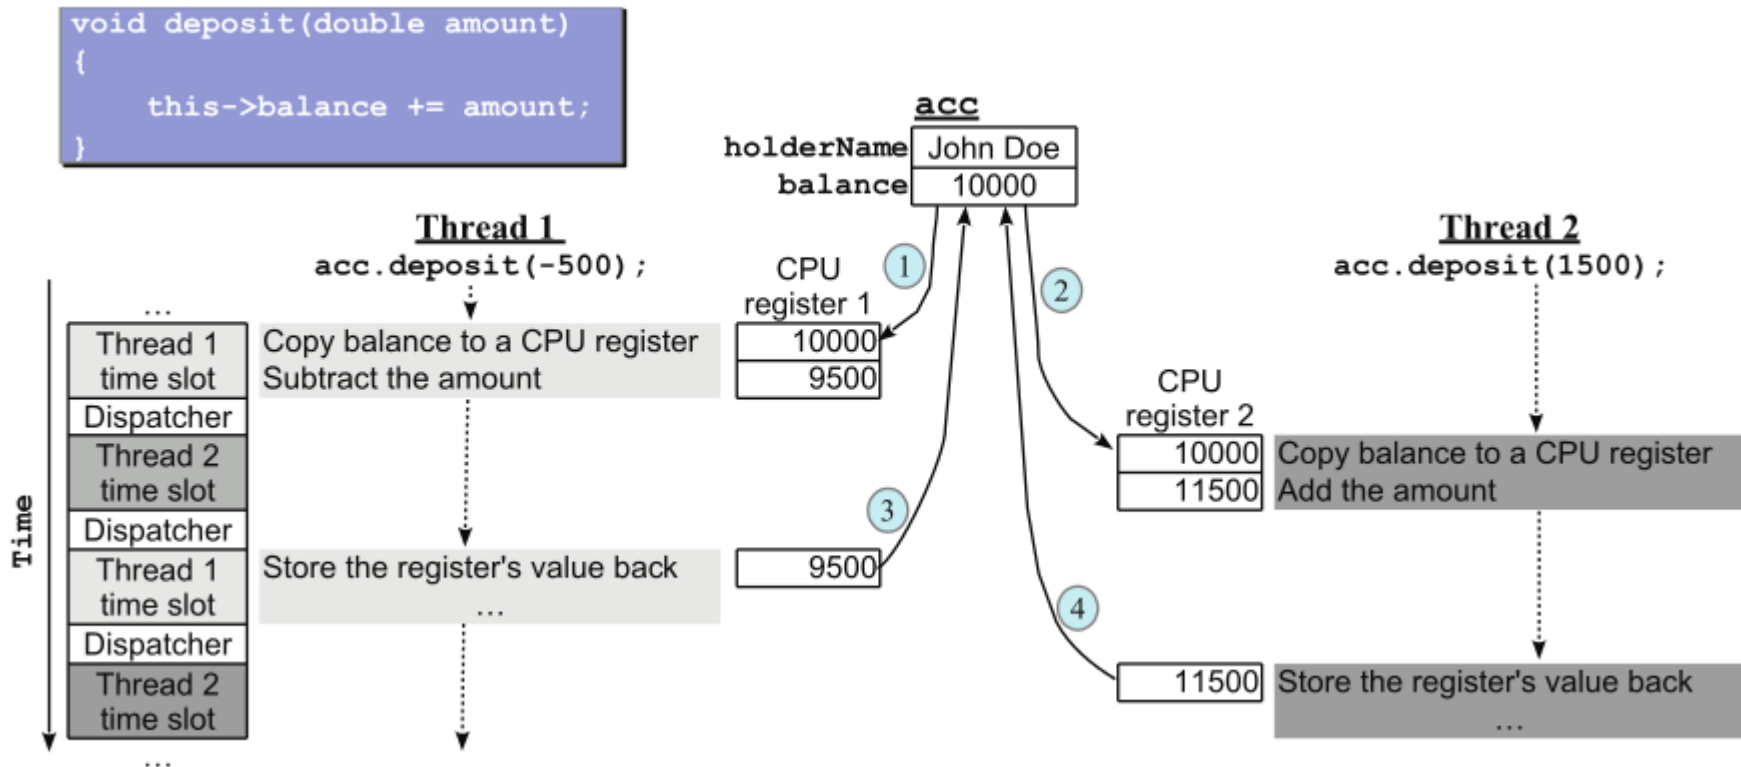 void deposit(double amount)
{
    this->balance += amount;
}
acc
holderName John Doe
balance 10000
Thread 1
acc.deposit(-500);
Thread 2
acc.deposit(1500);
CPU
register 1
1
2
...
Thread 1
time slot
Copy balance to a CPU register
Subtract the amount
10000
9500
CPU
register 2
Dispatcher
Thread 2
time slot
10000
11500
Copy balance to a CPU register
Add the amount
Time
3
Dispatcher
Thread 1
time slot
Store the register's value back
...
9500
4
Dispatcher
Thread 2
time slot
11500
Store the register's value back
...
...